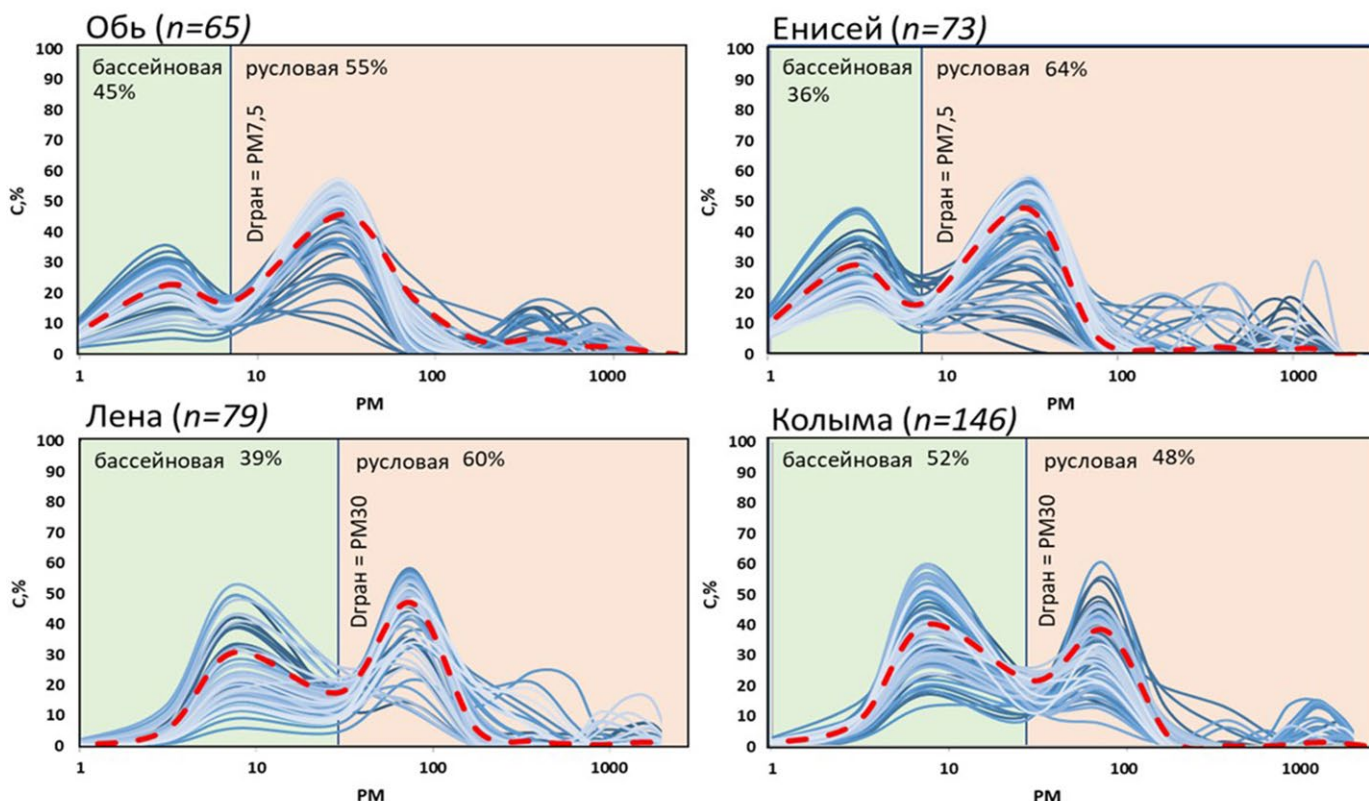 Обь (n=65)
100
90
80
70
60
50
40
30
20
10
0
C,%
бассейновая
45%
русловая 55%
Dгран = PM7,5
1
10
100
1000
PM
Енисей (n=73)
100
90
80
70
60
50
40
30
20
10
0
C,%
бассейновая
36%
русловая 64%
Dгран = PM7,5
1
10
100
1000
PM
Лена (n=79)
100
90
80
70
60
50
40
30
20
10
0
C,%
бассейновая 39%
русловая 60%
Dгран = PM30
1
10
100
1000
PM
Колыма (n=146)
100
90
80
70
60
50
40
30
20
10
0
C,%
бассейновая 52%
русловая 48%
Dгран = PM30
1
10
100
1000
PM